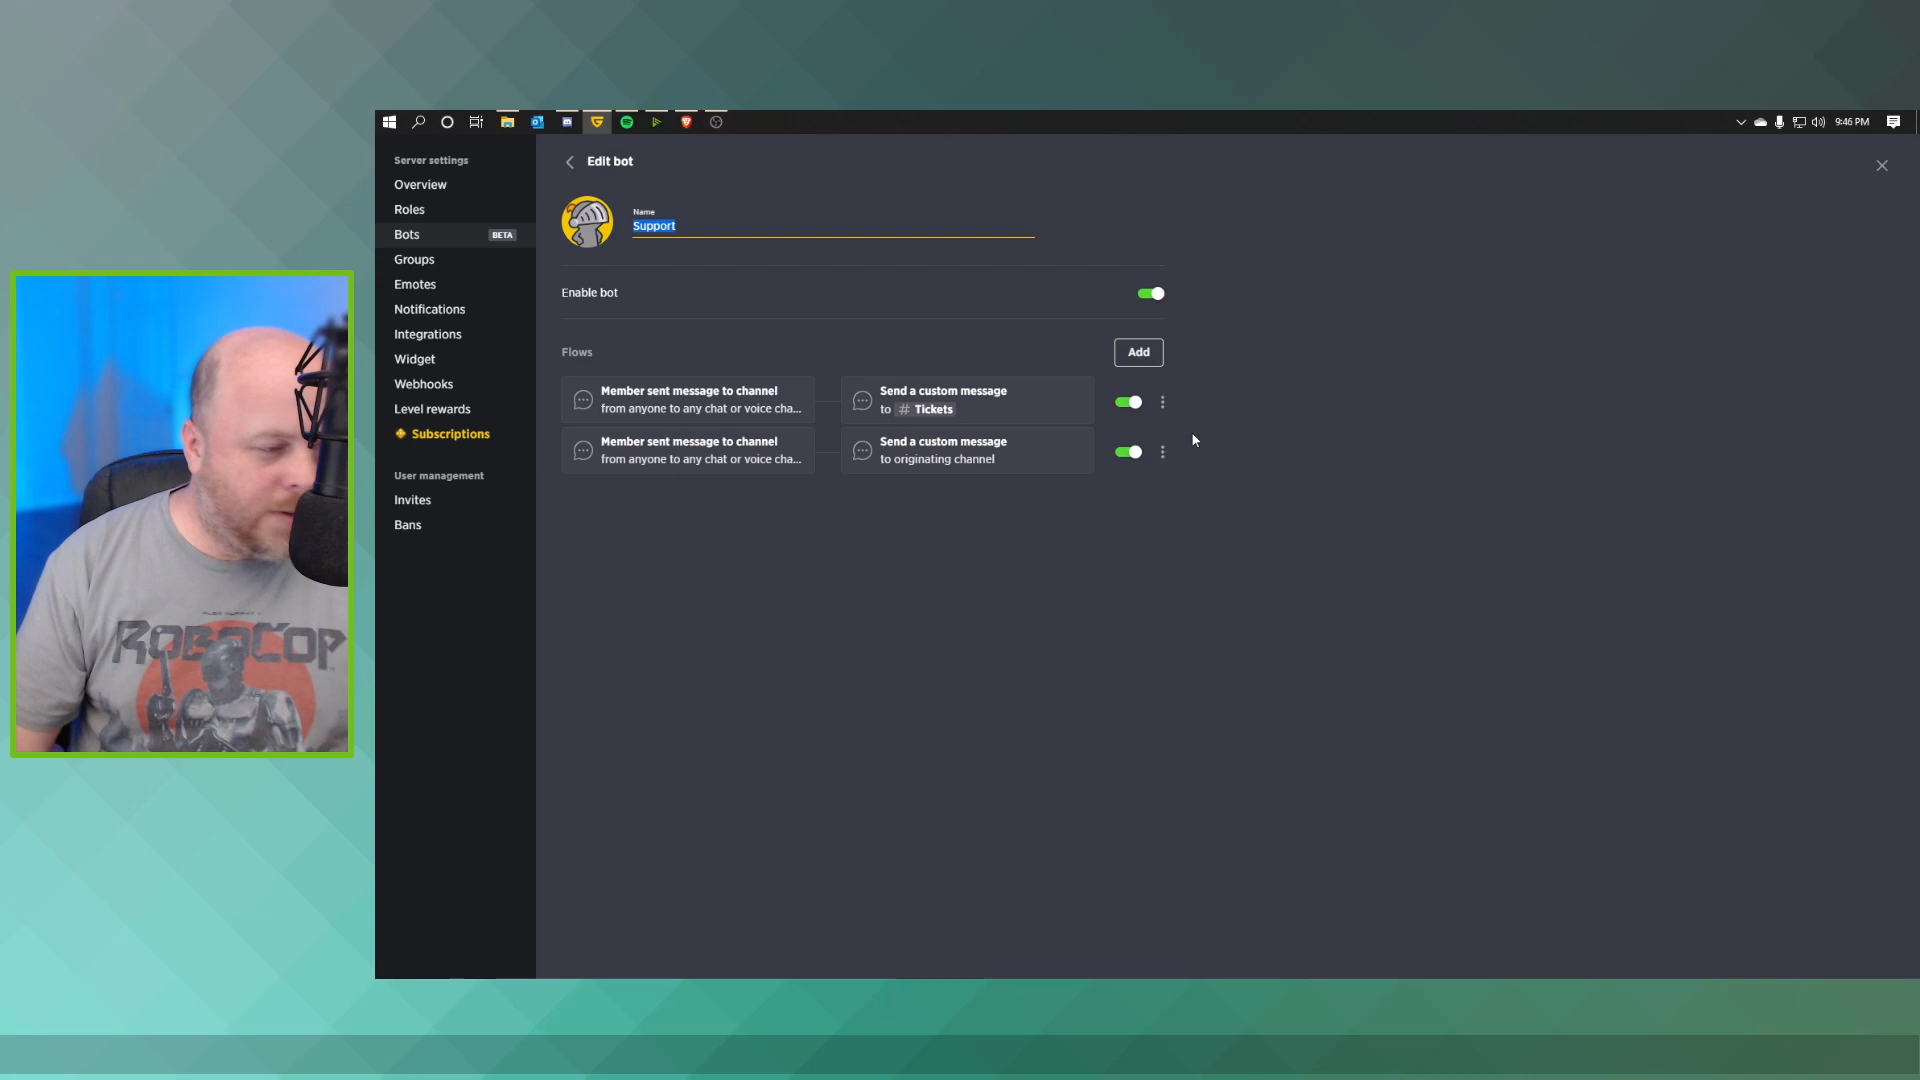 9:46 PM
Server settings
Overview
Roles
Bots BETA
Groups
Emotes
Notifications
Integrations
Widget
Webhooks
Level rewards
Subscriptions
User management
Invites
Bans
Edit bot
Name
Support
Enable bot
Flows
Add
Member sent message to channel
from anyone to any chat or voice cha...
Send a custom message
to # Tickets
Member sent message to channel
from anyone to any chat or voice cha...
Send a custom message
to originating channel
ROBOCOP